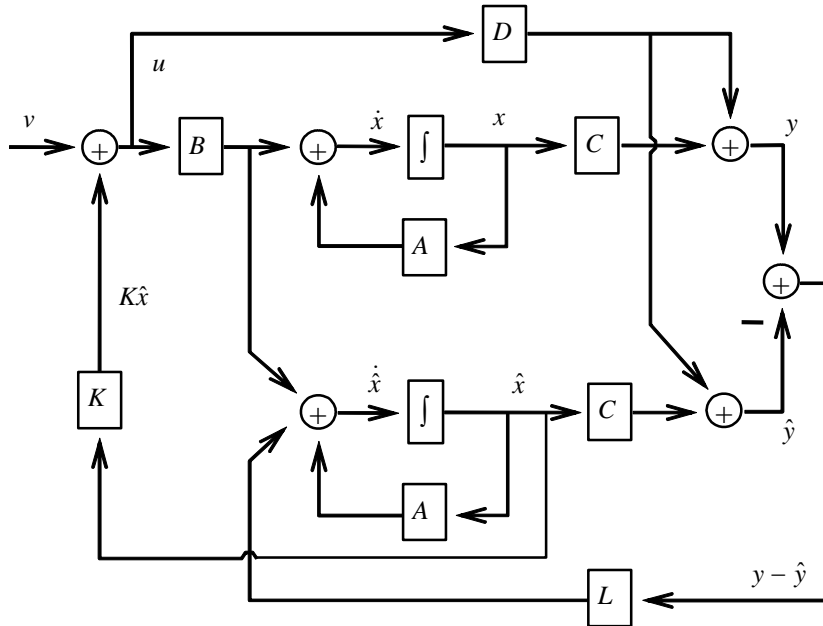 D
u
v
ẋ
x
y
+
B
+
∫
C
+
A
Kx̂
+
−
K
x̂̇
x̂
+
∫
C
+
ŷ
A
L
y − ŷ